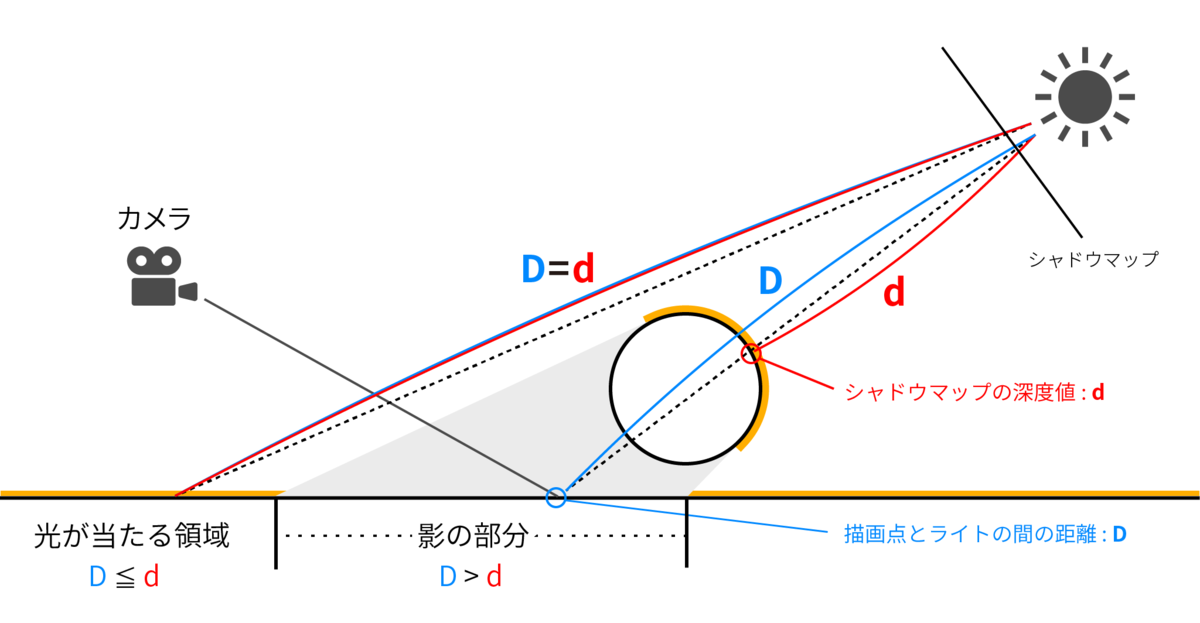 カメラ
シャドウマップ
D=d
D
d
シャドウマップの深度値 : d
光が当たる領域
影の部分
描画点とライトの間の距離 : D
D ≦ d
D > d